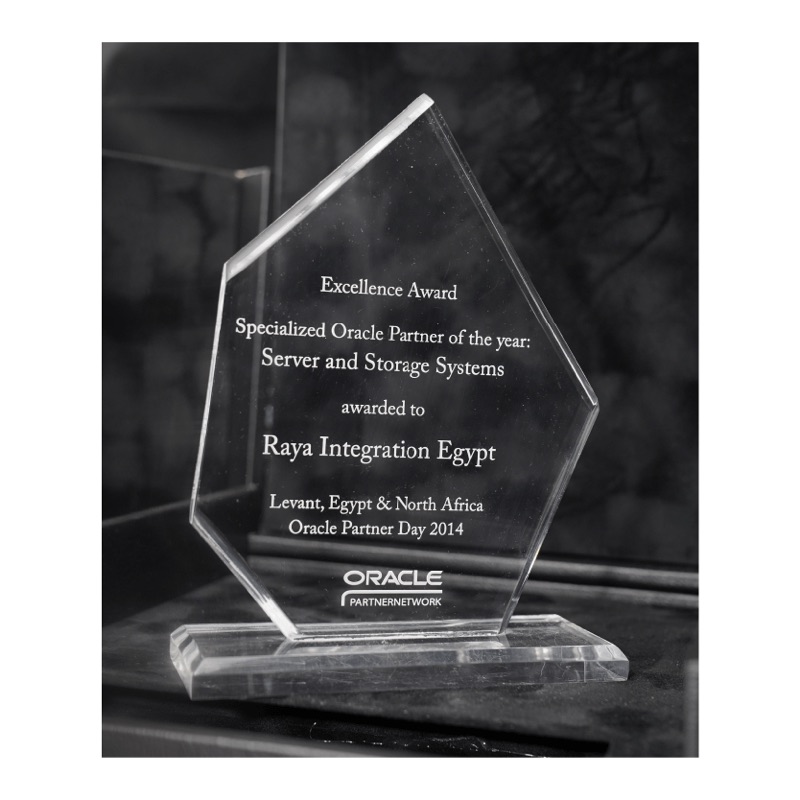 Excellence Award
Specialized Oracle Partner of the year:
Server and Storage Systems
awarded to
Raya Integration Egypt
Levant, Egypt & North Africa
Oracle Partner Day 2014
ORACLE
PARTNERNETWORK